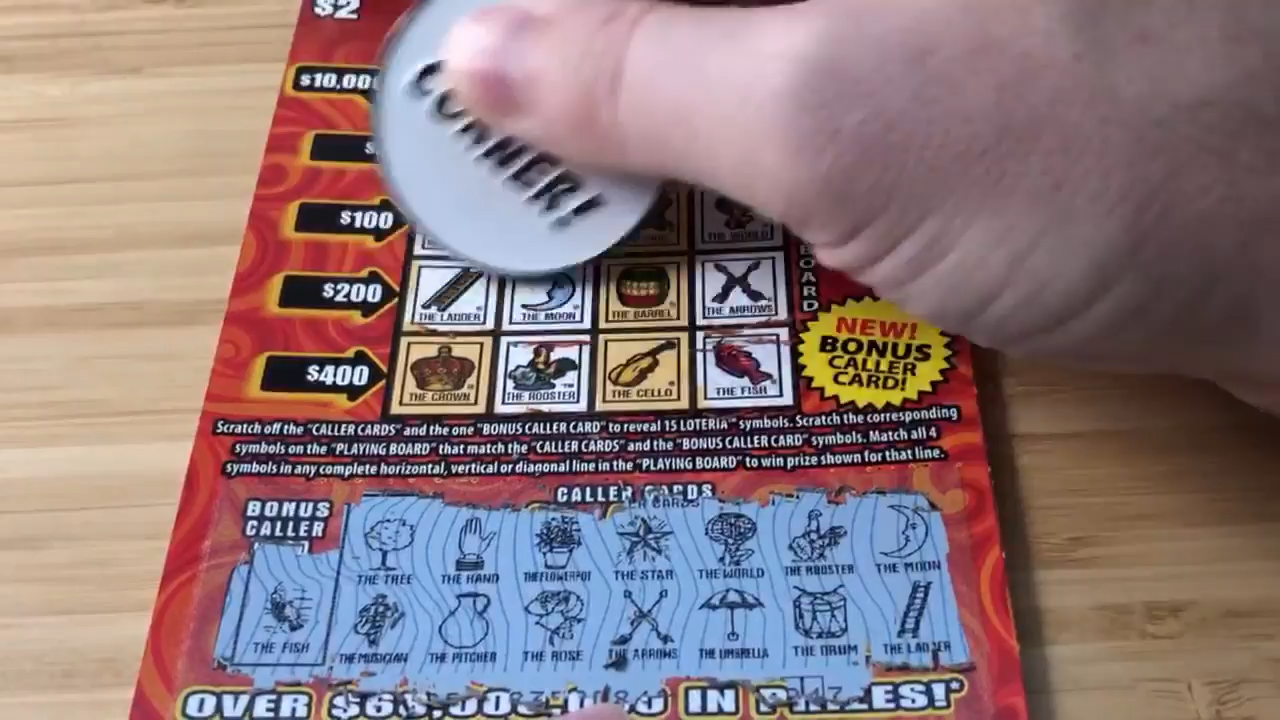 $2
$10,00
CORNER!
$100
THE WORLD
$200
THE LADDER THE MOON THE BARREL THE ARROWS
BOARD
$400
THE CROWN THE ROOSTER THE CELLO THE FISH
NEW!
BONUS
CALLER
CARD!
Scratch off the "CALLER CARDS" and the one "BONUS CALLER CARD" to reveal 15 LOTERIA™ symbols. Scratch the corresponding
symbols on the "PLAYING BOARD" that match the "CALLER CARDS" and the "BONUS CALLER CARD" symbols. Match all 4
symbols in any complete horizontal, vertical or diagonal line in the "PLAYING BOARD" to win prize shown for that line.
CALLER CARDS
BONUS
CALLER
THE TREE THE HAND THE FLOWERPOT THE STAR THE WORLD THE ROOSTER THE MOON
THE FISH THE MUSICIAN THE PITCHER THE ROSE THE ARROWS THE UMBRELLA THE DRUM THE LADDER
OVER IN PRIZES!*